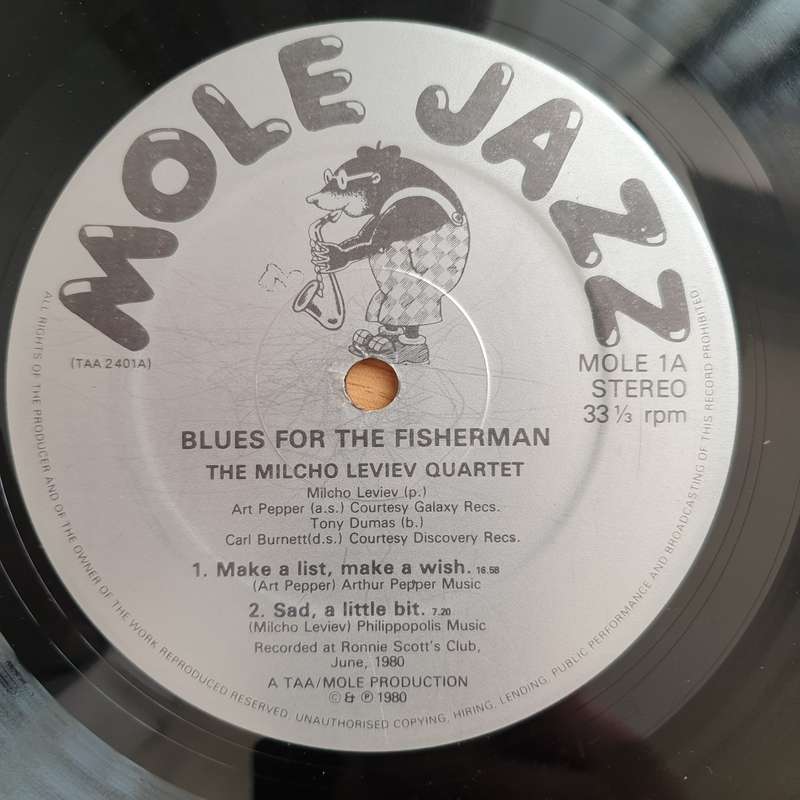 MOLE JAZZ
(TAA 2401A)
MOLE 1A
STEREO
33 ⅓ rpm
BLUES FOR THE FISHERMAN
THE MILCHO LEVIEV QUARTET
Milcho Leviev (p.)
Art Pepper (a.s.) Courtesy Galaxy Recs.
Tony Dumas (b.)
Carl Burnett(d.s.) Courtesy Discovery Recs.
1. Make a list, make a wish. 16.58
(Art Pepper) Arthur Pepper Music
2. Sad, a little bit. 7.20
(Milcho Leviev) Philippopolis Music
Recorded at Ronnie Scott's Club,
June, 1980
A TAA/MOLE PRODUCTION
© & ℗ 1980
ALL RIGHTS OF THE PRODUCER AND OF THE OWNER OF THE WORK REPRODUCED RESERVED. UNAUTHORISED COPYING, HIRING, LENDING, PUBLIC PERFORMANCE AND BROADCASTING OF THIS RECORD PROHIBITED